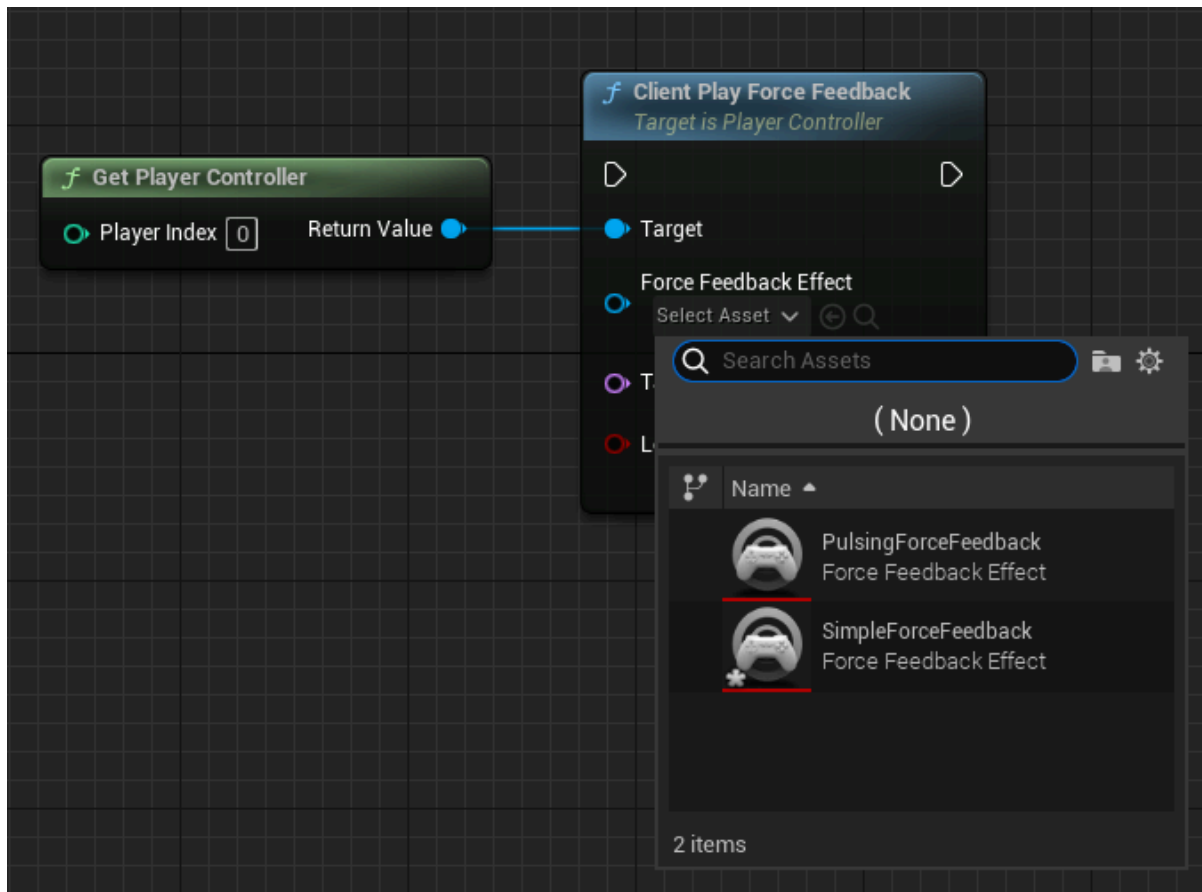 Client Play Force Feedback
Target is Player Controller
Get Player Controller
Player Index 0 Return Value
Target
Force Feedback Effect
Select Asset
Search Assets
( None )
Name
PulsingForceFeedback
Force Feedback Effect
SimpleForceFeedback
Force Feedback Effect
2 items